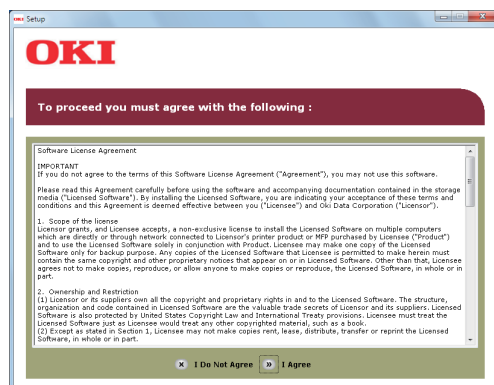 OKI Setup
OKI
To proceed you must agree with the following :
Software License Agreement
IMPORTANT
If you do not agree to the terms of this Software License Agreement ("Agreement"), you may not use this software.
Please read this Agreement carefully before using the software and accompanying documentation contained in the storage
media ("Licensed Software"). By installing the Licensed Software, you are indicating your acceptance of these terms and
conditions and this Agreement is deemed effective between you ("Licensee") and Oki Data Corporation ("Licensor").
1. Scope of the license
Licensor grants, and Licensee accepts, a non-exclusive license to install the Licensed Software on multiple computers
which are directly or through network connected to Licensor's printer product or MFP purchased by Licensee ("Product")
and to use the Licensed Software solely in conjunction with Product. Licensee may make one copy of the Licensed
Software only for backup purpose. Any copies of the Licensed Software that Licensee is permitted to make herein must
contain the same copyright and other proprietary notices that appear on or in Licensed Software. Other than that, Licensee
agrees not to make copies, reproduce, or allow anyone to make copies or reproduce, the Licensed Software, in whole or in
part.
2. Ownership and Restriction
(1) Licensor or its suppliers own all the copyright and proprietary rights in and to the Licensed Software. The structure,
organization and code contained in Licensed Software are the valuable trade secrets of Licensor and its suppliers. Licensed
Software is also protected by United States Copyright Law and International Treaty provisions. Licensee must treat the
Licensed Software just as Licensee would treat any other copyrighted material, such as a book.
(2) Except as stated in Section 1, Licensee may not make copies rent, lease, distribute, transfer or reprint the Licensed
Software, in whole or in part.
I Do Not Agree I Agree